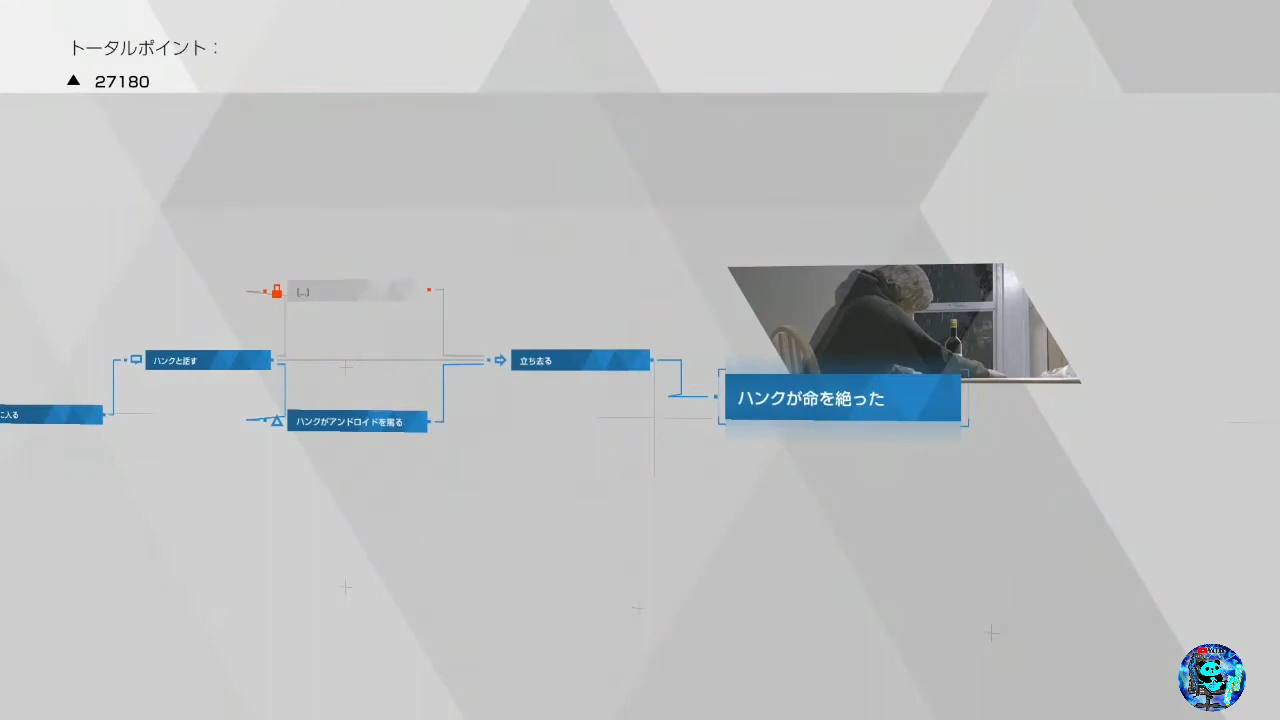 トータルポイント：
▲ 27180
[...]
ハンクと話す
立ち去る
ハンクが命を絶った
に入る
ハンクがアンドロイドを罵る